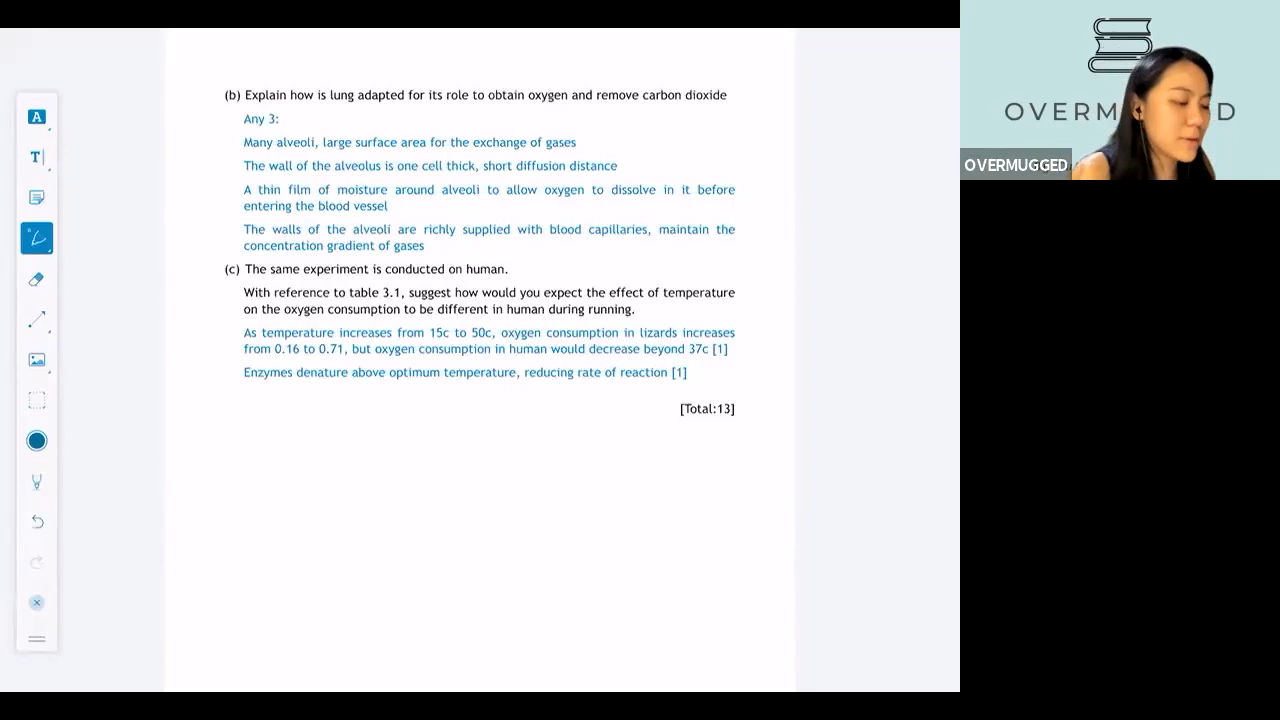 (b) Explain how is lung adapted for its role to obtain oxygen and remove carbon dioxide
Any 3:
Many alveoli, large surface area for the exchange of gases
The wall of the alveolus is one cell thick, short diffusion distance
A thin film of moisture around alveoli to allow oxygen to dissolve in it before
entering the blood vessel
The walls of the alveoli are richly supplied with blood capillaries, maintain the
concentration gradient of gases
(c) The same experiment is conducted on human.
With reference to table 3.1, suggest how would you expect the effect of temperature
on the oxygen consumption to be different in human during running.
As temperature increases from 15c to 50c, oxygen consumption in lizards increases
from 0.16 to 0.71, but oxygen consumption in human would decrease beyond 37c [1]
Enzymes denature above optimum temperature, reducing rate of reaction [1]
[Total:13]
A
T
OVERM D
OVERMUGGED